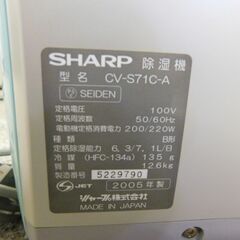 SHARP 除湿機
型名 CV-S71C-A
SEIDEN
定格電圧 100V
定格周波数 50/60Hz
電動機定格消費電力 200/220W
種類 B形
定格除湿能力 6.3/7.1L/日
冷媒 (HFC-134a) 135g
質量 12.6kg
製造番号 5229790
JET 2005年製
シャープ株式会社
MADE IN JAPAN